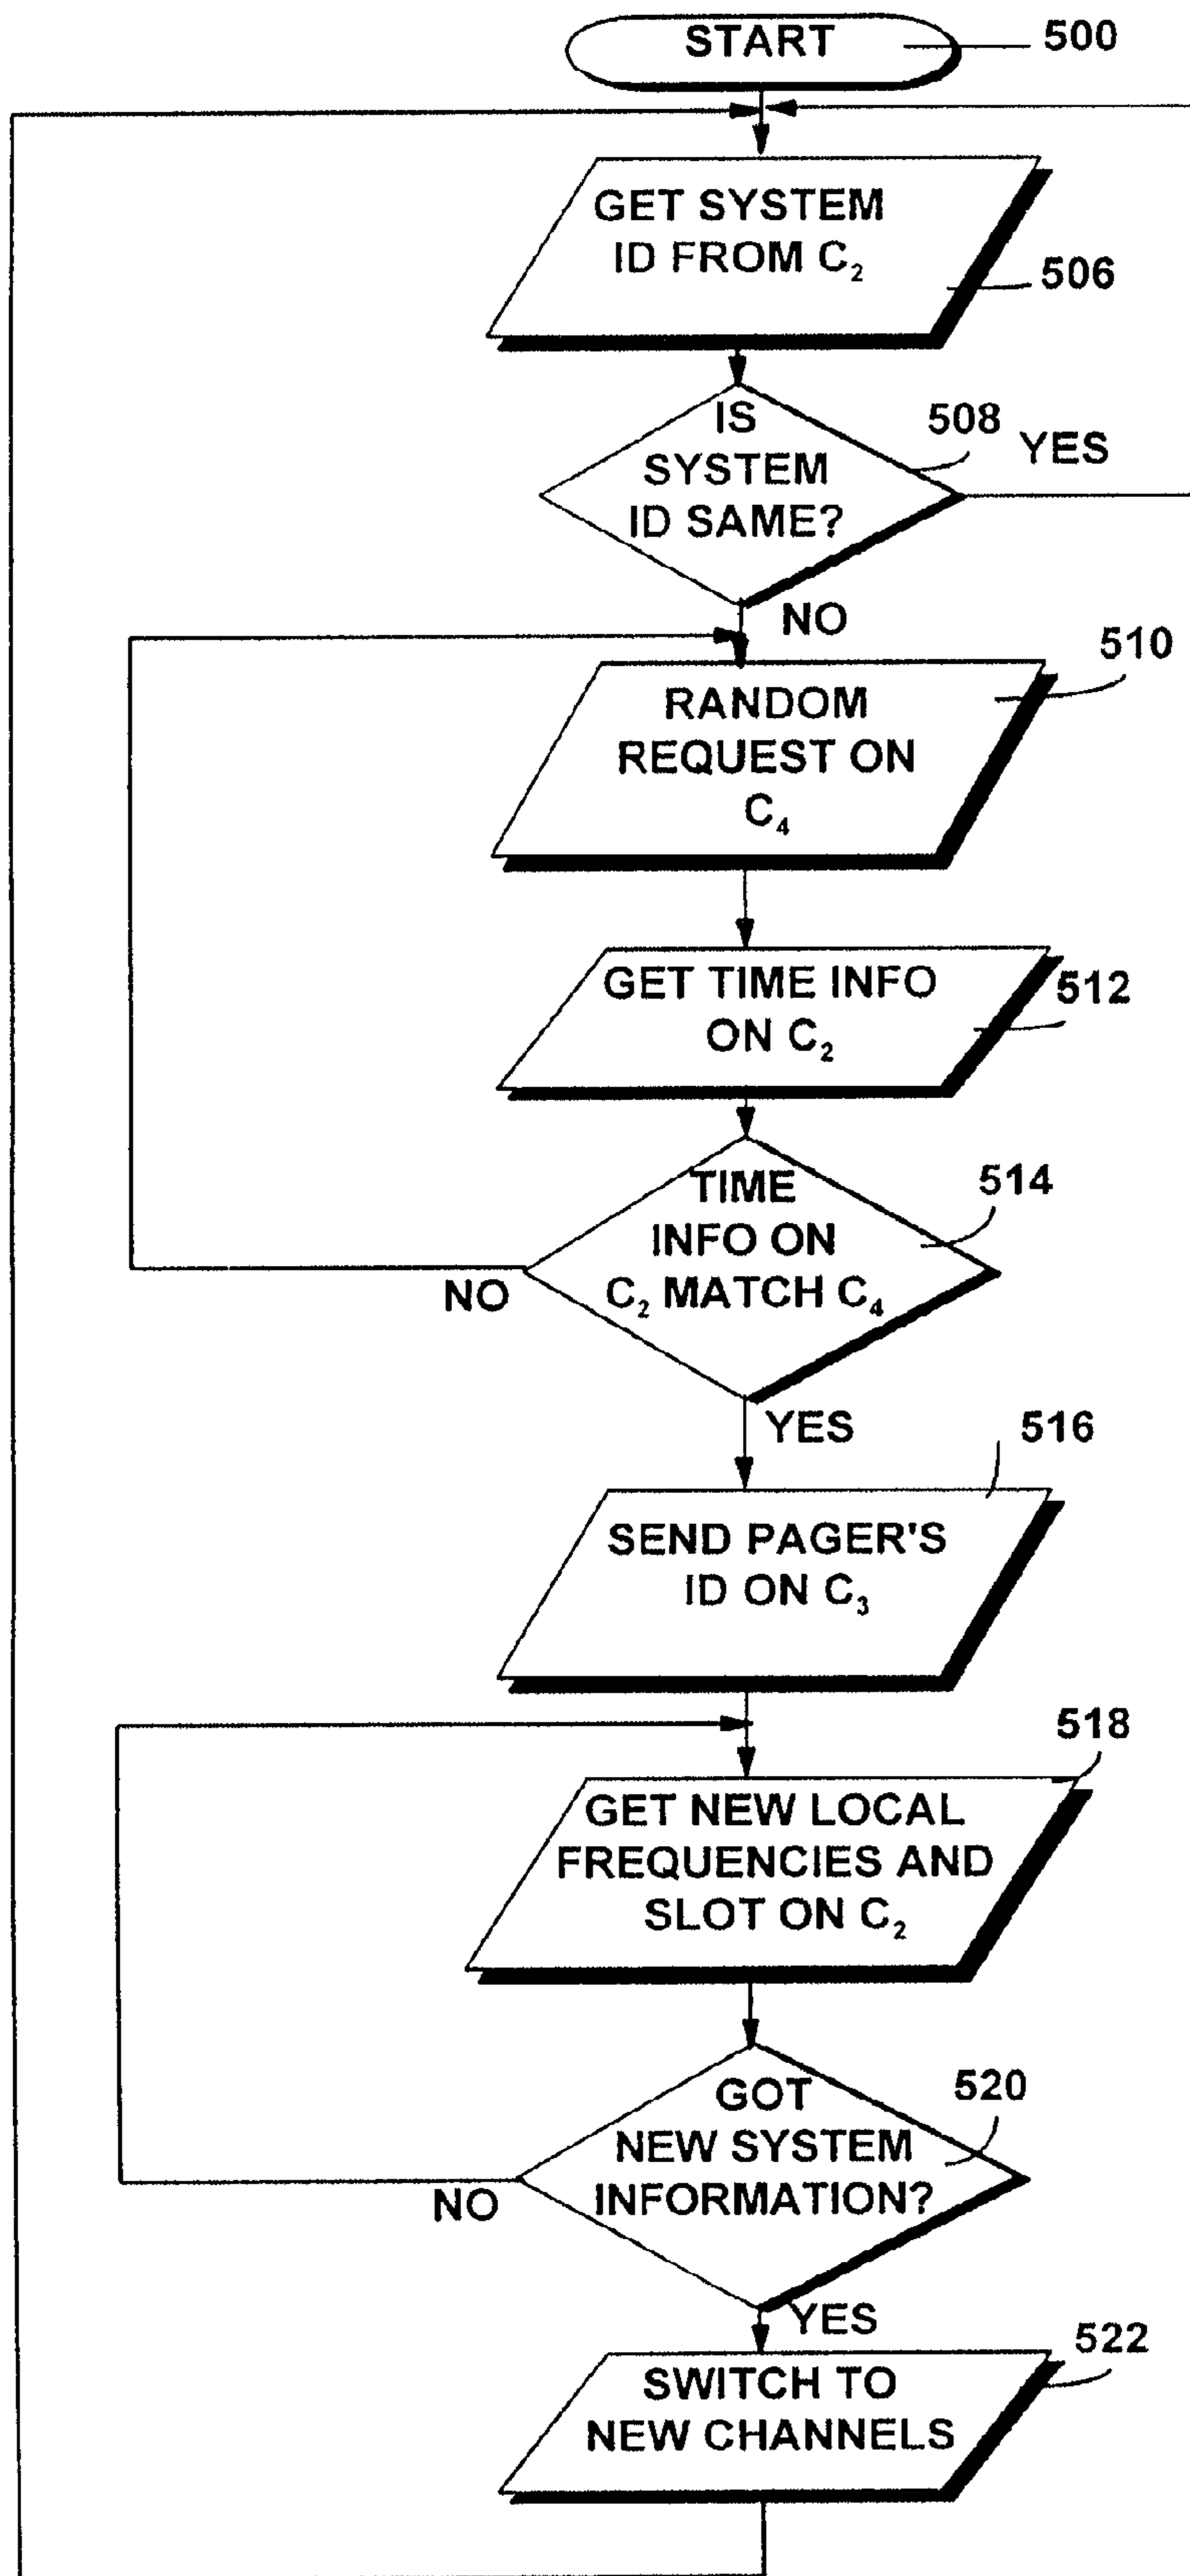 START
500
GET SYSTEM
ID FROM C₂
506
IS
SYSTEM
ID SAME?
508
YES
NO
RANDOM
REQUEST ON
C₄
510
GET TIME INFO
ON C₂
512
TIME
INFO ON
C₂ MATCH C₄
514
NO
YES
SEND PAGER'S
ID ON C₃
516
GET NEW LOCAL
FREQUENCIES AND
SLOT ON C₂
518
GOT
NEW SYSTEM
INFORMATION?
520
NO
YES
SWITCH TO
NEW CHANNELS
522